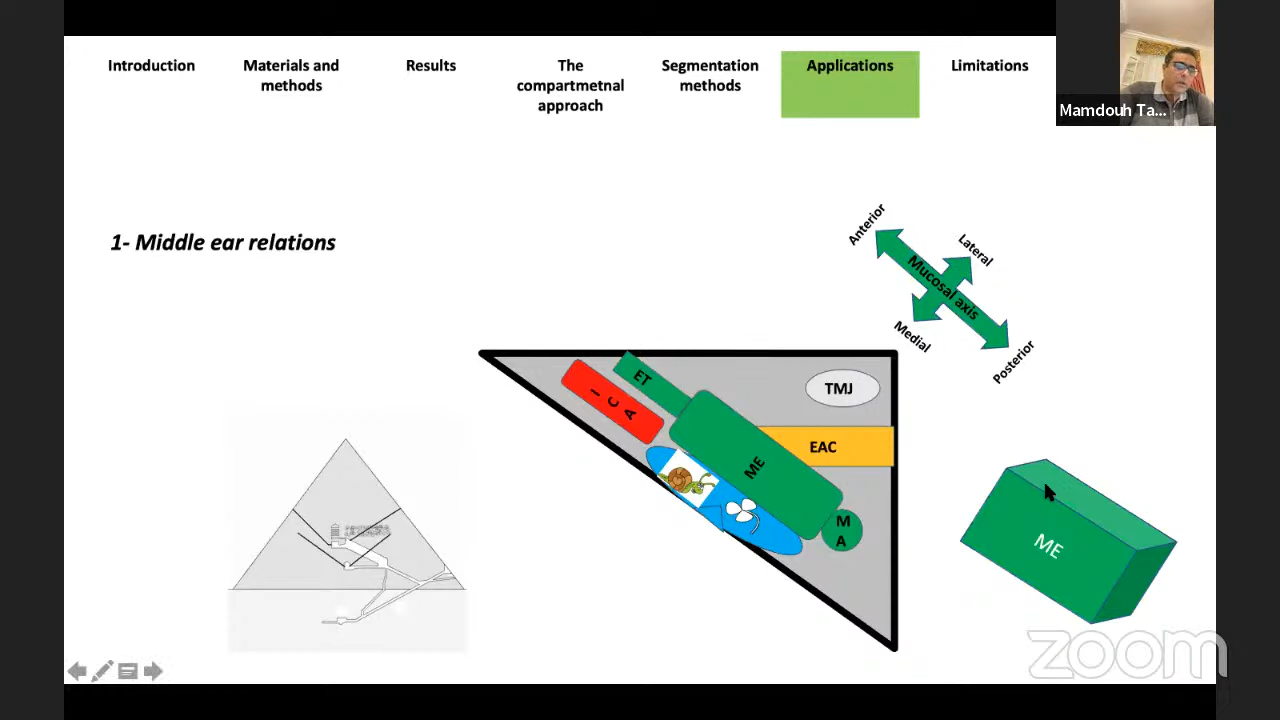 Introduction
Materials and
methods
Results
The
compartmetnal
approach
Segmentation
methods
Applications
Limitations
Mamdouh Ta...
1- Middle ear relations
Anterior
Lateral
Mucosal axis
Medial
Posterior
ET
ICA
TMJ
EAC
ME
M
A
ME
zoom